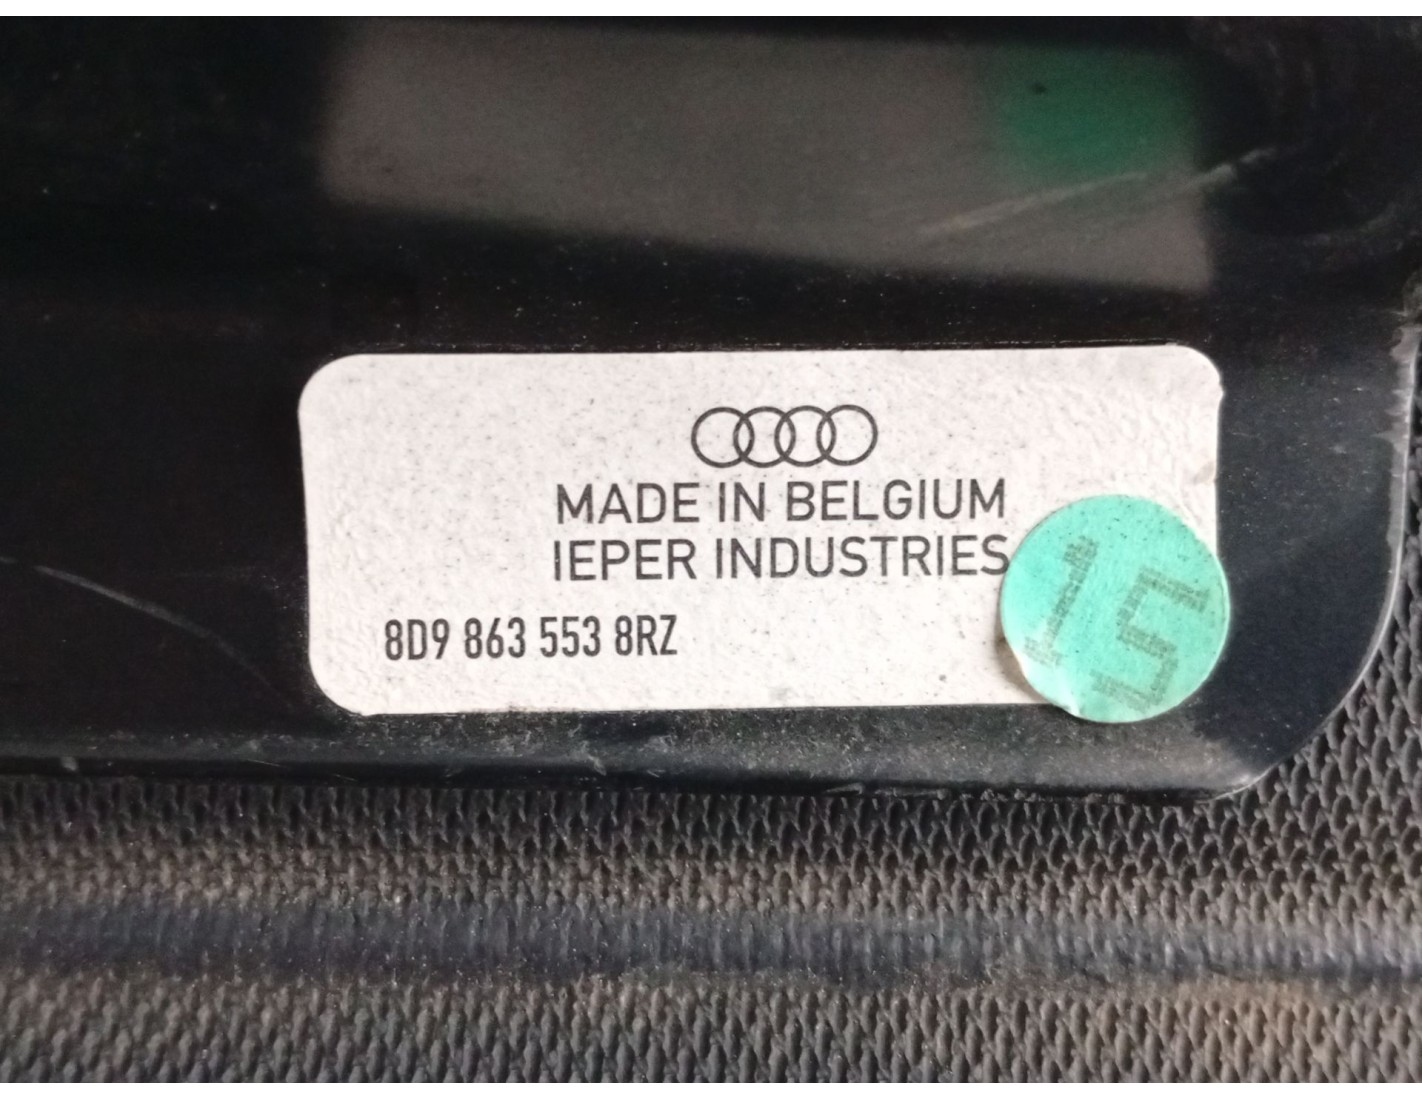 MADE IN BELGIUM
IEPER INDUSTRIES
8D9 863 553 8RZ
15